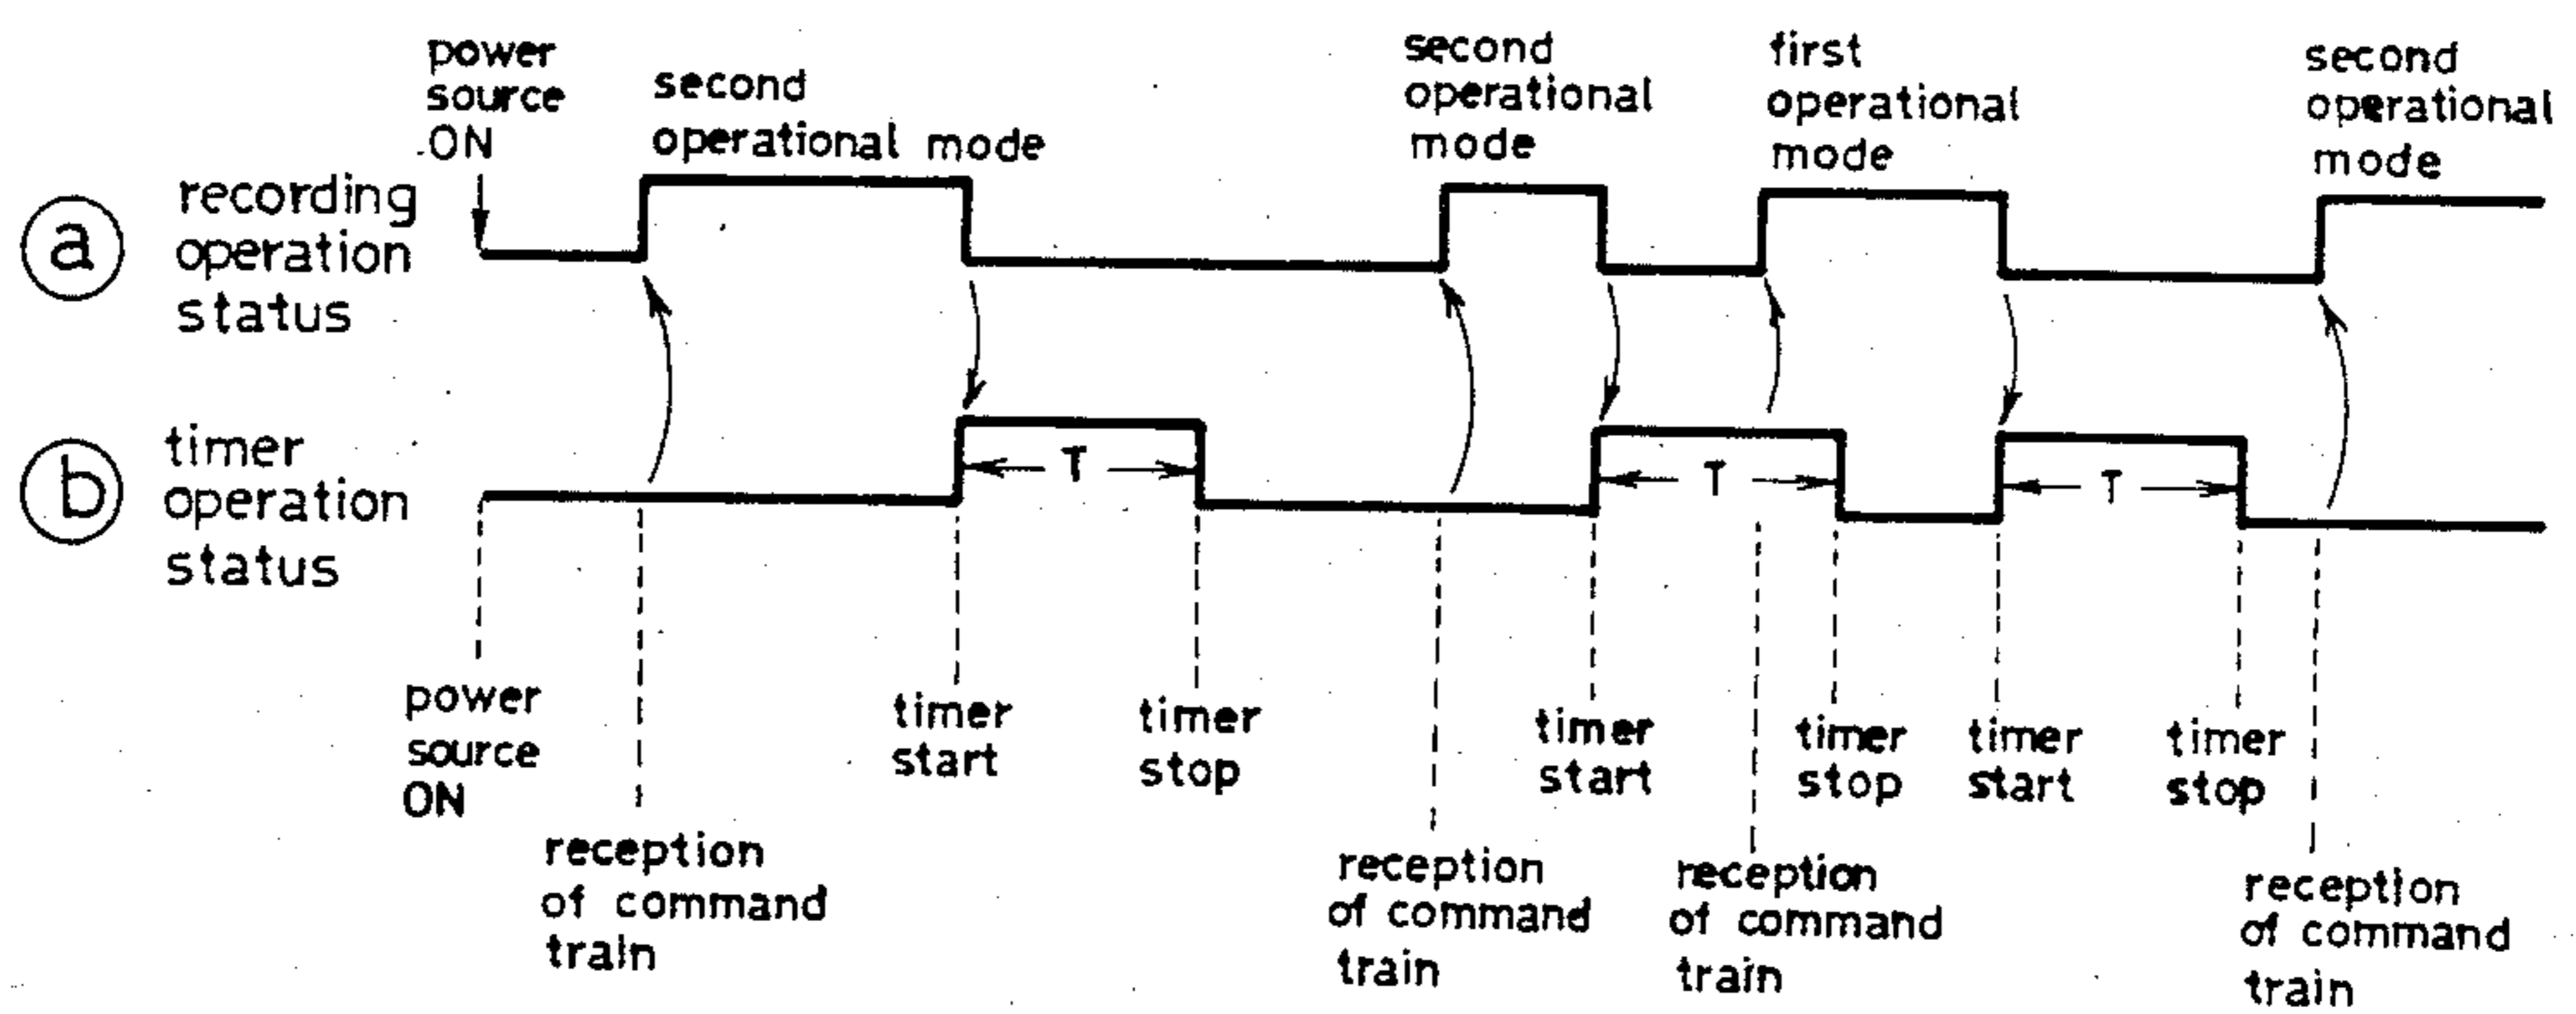 power
source
ON
second
operational mode
second
operational
mode
first
operational
mode
second
operational
mode
a
recording
operation
status
b
timer
operation
status
T
T
T
power
source
ON
timer
start
timer
stop
timer
start
timer
stop
timer
start
timer
stop
reception
of command
train
reception
of command
train
reception
of command
train
reception
of command
train